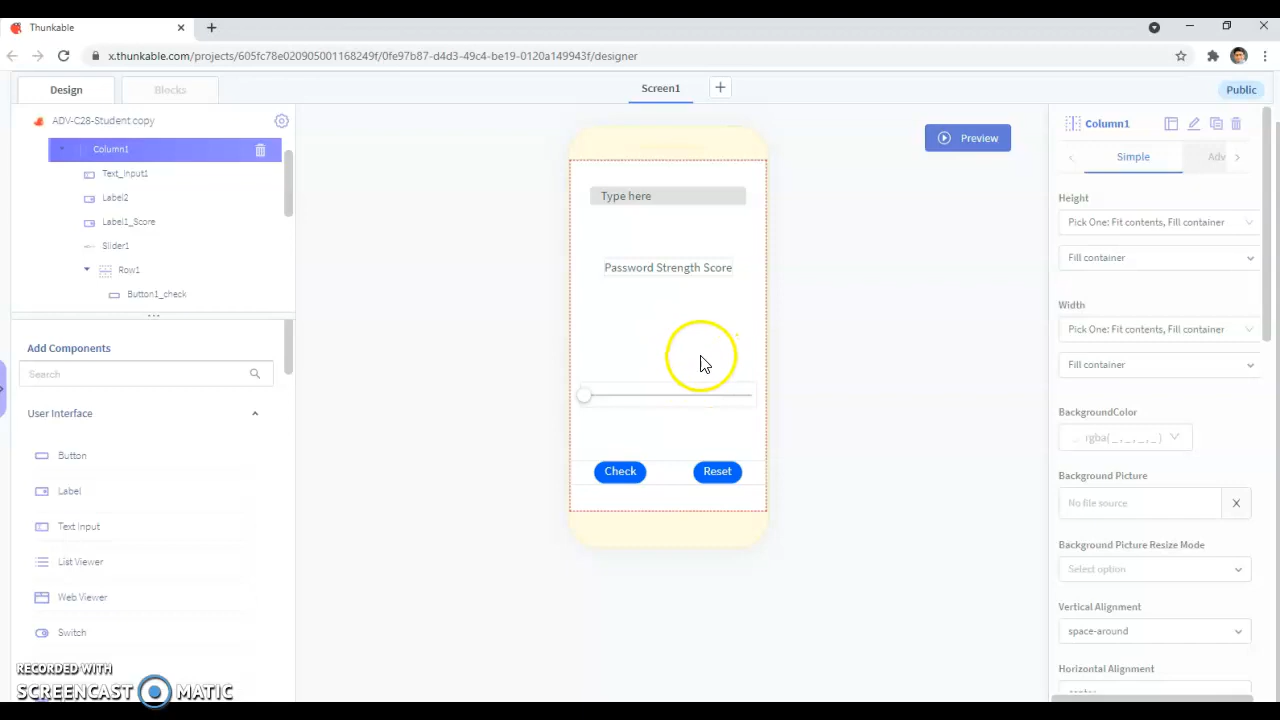 Thunkable
x.thunkable.com/projects/605fc78e020905001168249f/0fe97b87-d4d3-49c4-be19-0120a149943f/designer
Design
Blocks
Screen1
Public
ADV-C28-Student copy
Column1
Text_Input1
Label2
Label1_Score
Slider1
Row1
Button1_check
Add Components
Search
User Interface
Button
Label
Text Input
List Viewer
Web Viewer
Switch
Preview
Type here
Password Strength Score
Check
Reset
Column1
Simple
Adv
Height
Pick One: Fit contents, Fill container
Fill container
Width
Pick One: Fit contents, Fill container
Fill container
BackgroundColor
Background Picture
No file source
Background Picture Resize Mode
Select option
Vertical Alignment
space-around
Horizontal Alignment
RECORDED WITH
SCREENCAST MATIC